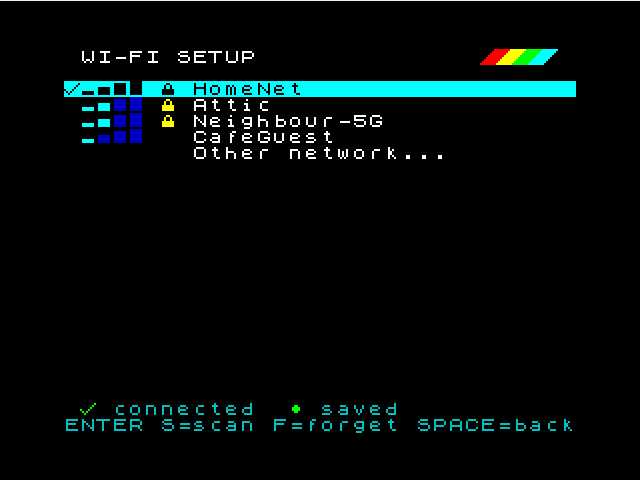 WI-FI SETUP
HomeNet
Attic
Neighbour-5G
CafeGuest
Other network...
connected saved
ENTER S=scan F=forget SPACE=back